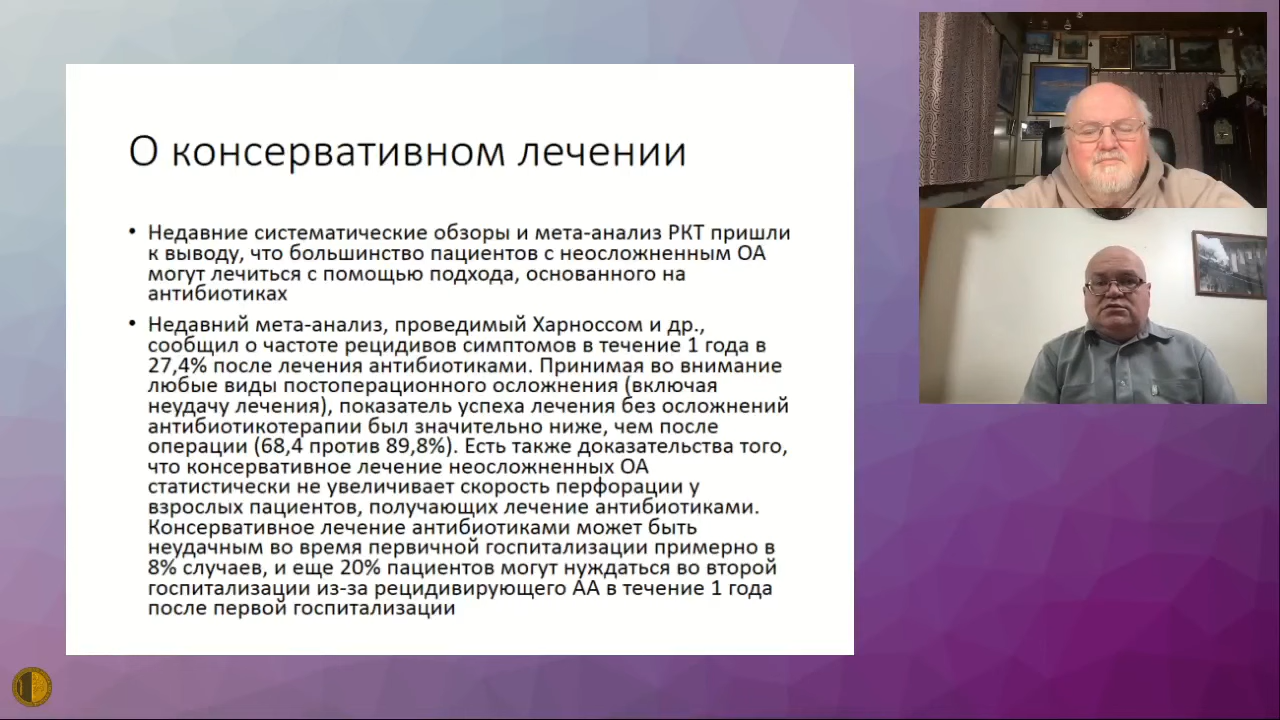 О консервативном лечении
• Недавние систематические обзоры и мета-анализ РКТ пришли
к выводу, что большинство пациентов с неосложненным ОА
могут лечиться с помощью подхода, основанного на
антибиотиках
• Недавний мета-анализ, проведимый Харноссом и др.,
сообщил о частоте рецидивов симптомов в течение 1 года в
27,4% после лечения антибиотиками. Принимая во внимание
любые виды постоперационного осложнения (включая
неудачу лечения), показатель успеха лечения без осложнений
антибиотикотерапии был значительно ниже, чем после
операции (68,4 против 89,8%). Есть также доказательства того,
что консервативное лечение неосложненных ОА
статистически не увеличивает скорость перфорации у
взрослых пациентов, получающих лечение антибиотиками.
Консервативное лечение антибиотиками может быть
неудачным во время первичной госпитализации примерно в
8% случаев, и еще 20% пациентов могут нуждаться во второй
госпитализации из-за рецидивирующего АА в течение 1 года
после первой госпитализации